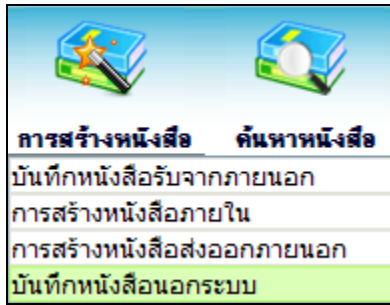 การสร้างหนังสือ ค้นหาหนังสือ
บันทึกหนังสือรับจากภายนอก
การสร้างหนังสือภายใน
การสร้างหนังสือส่งออกภายนอก
บันทึกหนังสือนอกระบบ